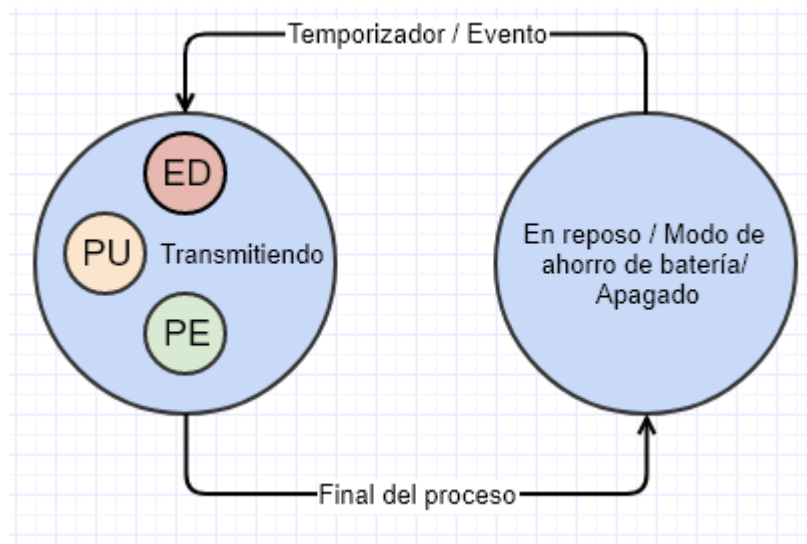 Temporizador / Evento
ED
PU
Transmitiendo
PE
En reposo / Modo de
ahorro de batería/
Apagado
Final del proceso